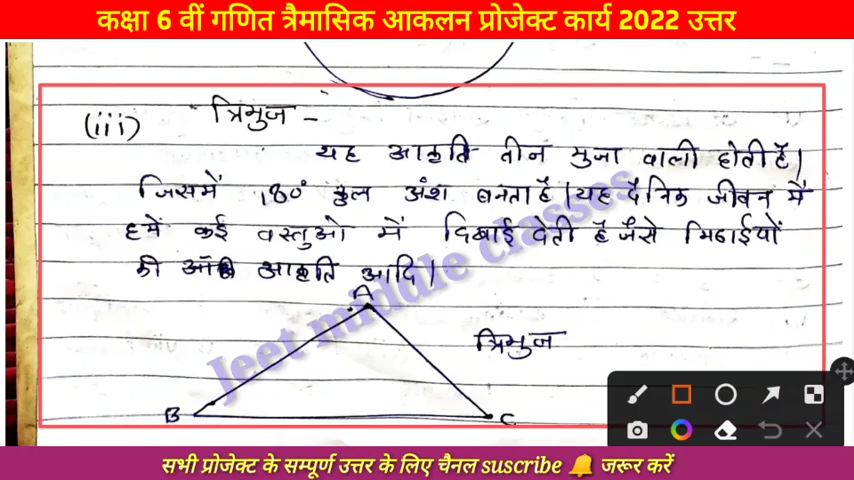 कक्षा 6 वीं गणित त्रैमासिक आकलन प्रोजेक्ट कार्य 2022 उत्तर
(iii) त्रिभुज -
यह आकृति तीन भुजा वाली होती है।
जिसमें 180° कुल अंश बनता है। यह दैनिक जीवन में
हमें कई वस्तुओ में दिखाई देती है जैसे मिठाईयों
की आकृति आदि।
A
त्रिभुज
B C
Jeet middle classes
सभी प्रोजेक्ट के सम्पूर्ण उत्तर के लिए चैनल suscribe 🔔 जरूर करें